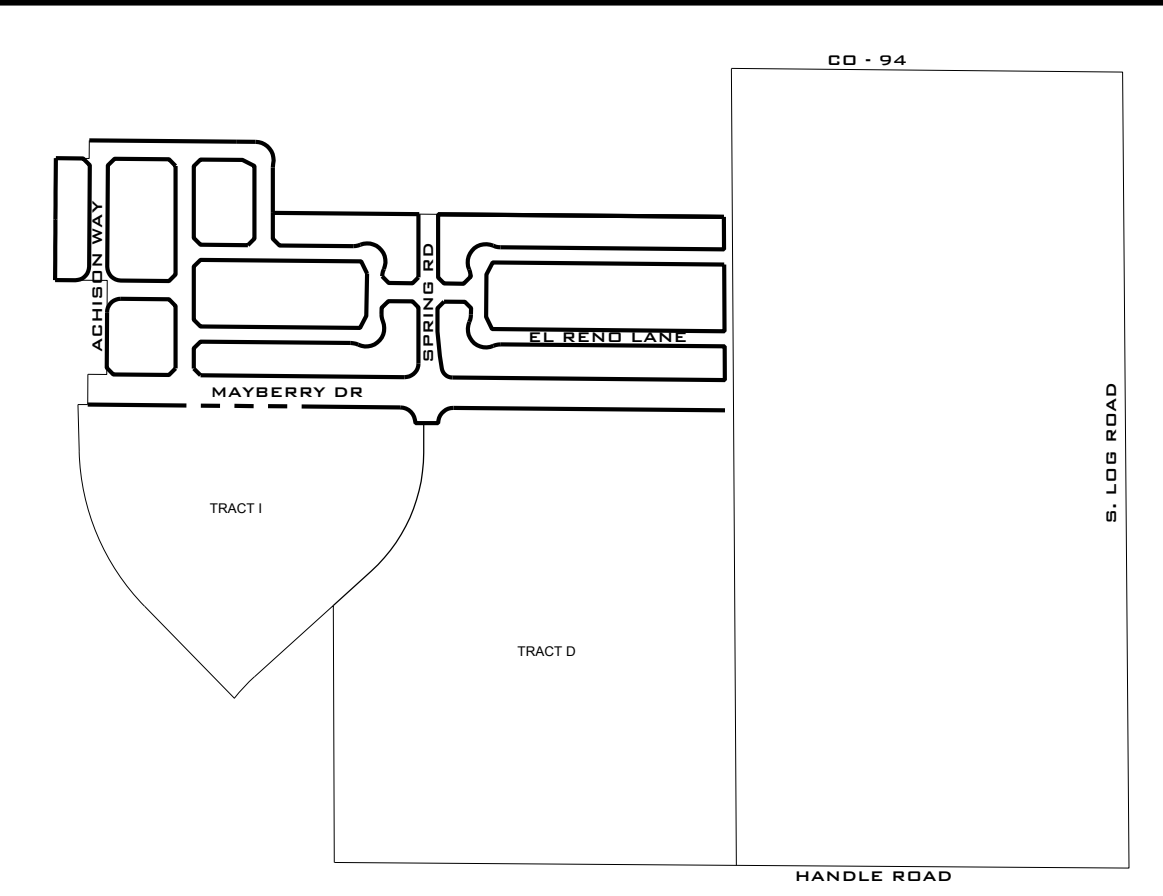 CO - 94
ACHISON WAY
SPRING RD
EL RENO LANE
MAYBERRY DR
S. LOG ROAD
TRACT I
TRACT D
HANDLE ROAD